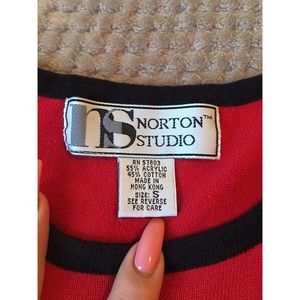 ns NORTON™
STUDIO
RN 57803
55% ACRYLIC
45% COTTON
MADE IN
HONG KONG
SIZE: S
SEE REVERSE
FOR CARE